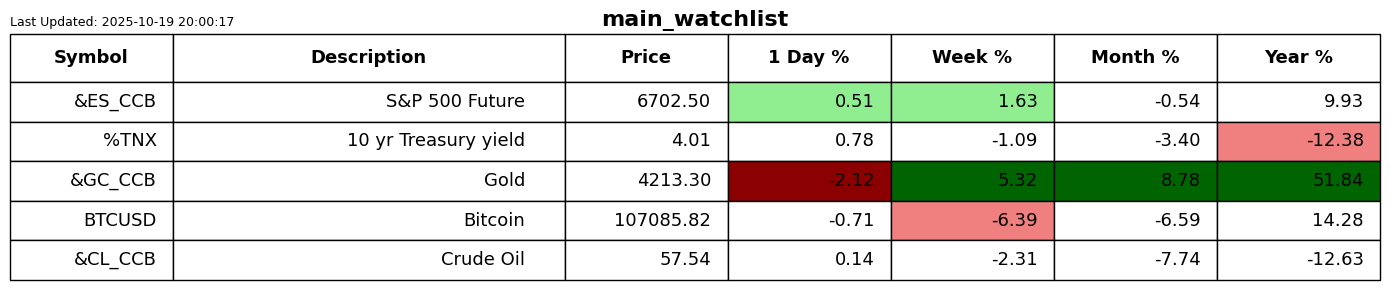 main_watchlist
Last Updated: 2025-10-19 20:00:17
Symbol Description Price 1 Day % Week % Month % Year %
&ES_CCB S&P 500 Future 6702.50 0.51 1.63 -0.54 9.93
%TNX 10 yr Treasury yield 4.01 0.78 -1.09 -3.40 -12.38
&GC_CCB Gold 4213.30 -2.12 5.32 8.78 51.84
BTCUSD Bitcoin 107085.82 -0.71 -6.39 -6.59 14.28
&CL_CCB Crude Oil 57.54 0.14 -2.31 -7.74 -12.63